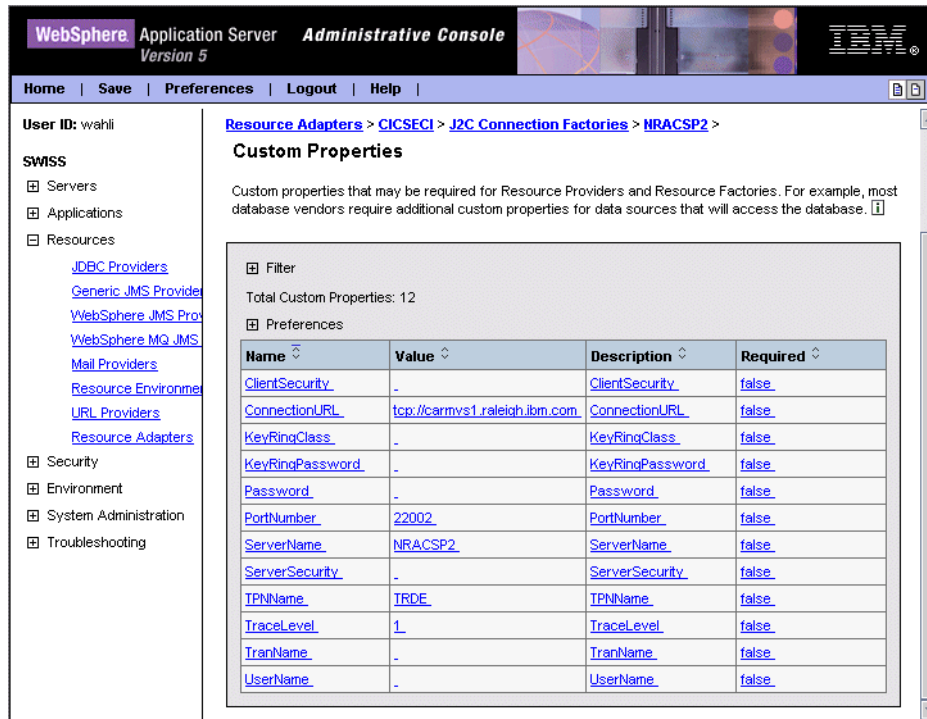 WebSphere. Application Server Administrative Console
Version 5
IBM®
Home | Save | Preferences | Logout | Help |
User ID: wahli
SWISS
Servers
Applications
Resources
JDBC Providers
Generic JMS Provider
WebSphere JMS Prov
WebSphere MQ JMS
Mail Providers
Resource Environmer
URL Providers
Resource Adapters
Security
Environment
System Administration
Troubleshooting
Resource Adapters > CICSECI > J2C Connection Factories > NRACSP2 >
Custom Properties
Custom properties that may be required for Resource Providers and Resource Factories. For example, most
database vendors require additional custom properties for data sources that will access the database. i
Filter
Total Custom Properties: 12
Preferences
Name Value Description Required
ClientSecurity - ClientSecurity false
ConnectionURL tcp://carmvs1.raleigh.ibm.com ConnectionURL false
KeyRingClass - KeyRingClass false
KeyRingPassword - KeyRingPassword false
Password - Password false
PortNumber 22002 PortNumber false
ServerName NRACSP2 ServerName false
ServerSecurity - ServerSecurity false
TPNName TRDE TPNName false
TraceLevel 1 TraceLevel false
TranName - TranName false
UserName - UserName false